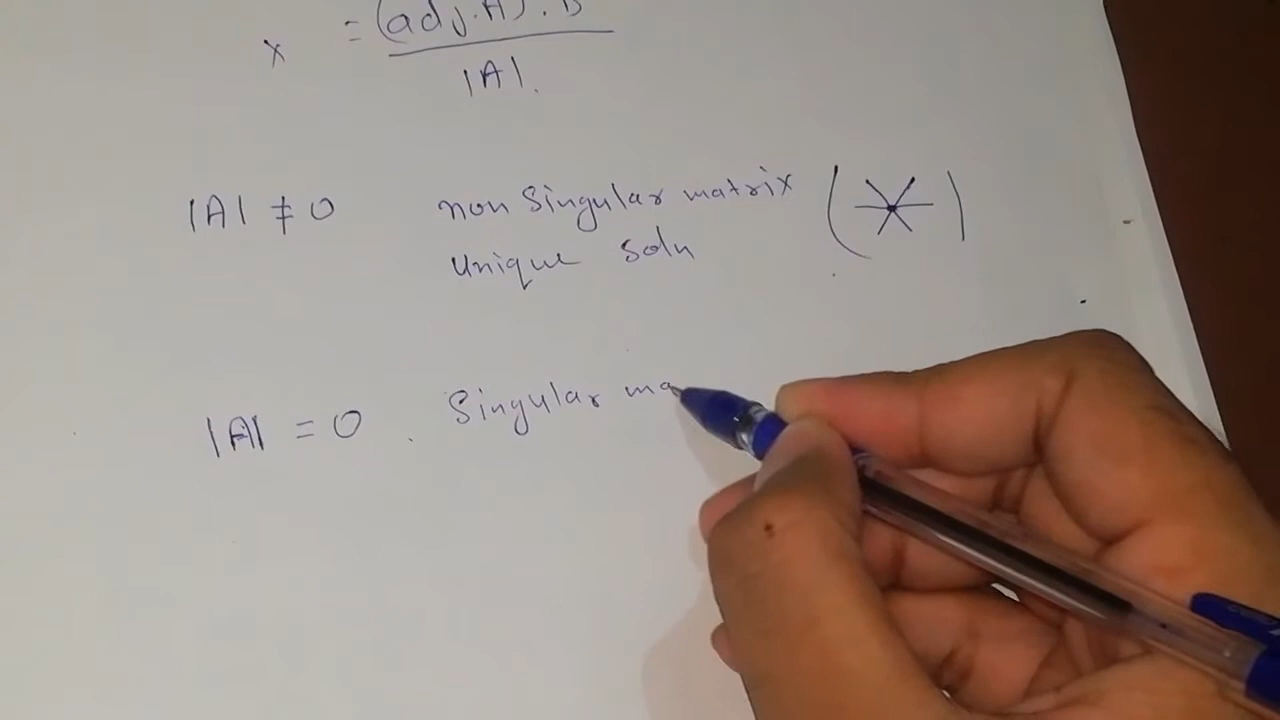 x = (adj.A).B
|A|.
|A| ≠ 0 non Singular matrix
unique soln
|A| = 0. Singular ma